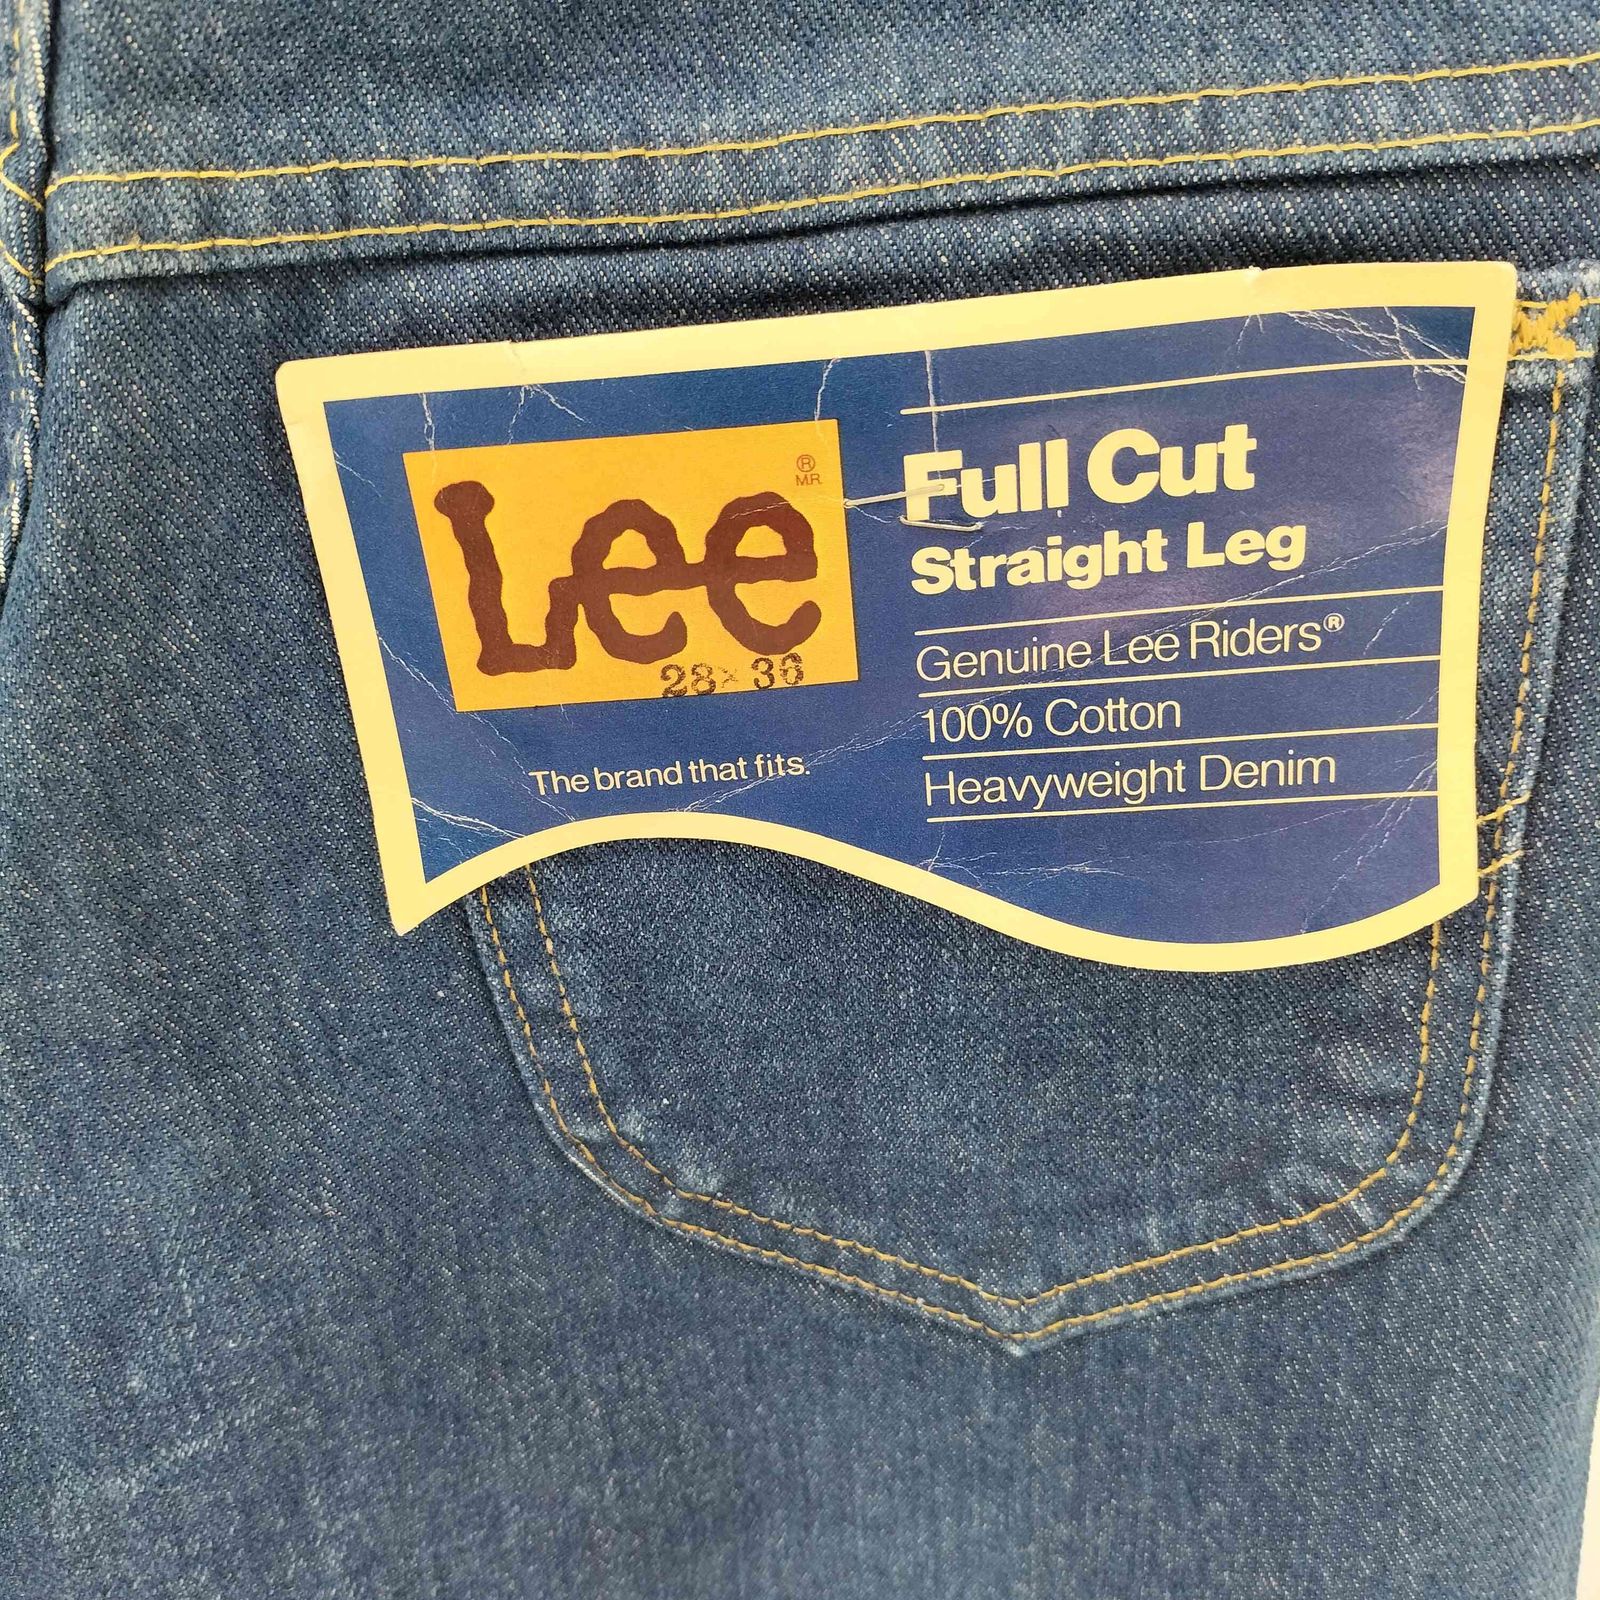 Lee ® M.R.
28 × 36
The brand that fits.
Full Cut
Straight Leg
Genuine Lee Riders®
100% Cotton
Heavyweight Denim